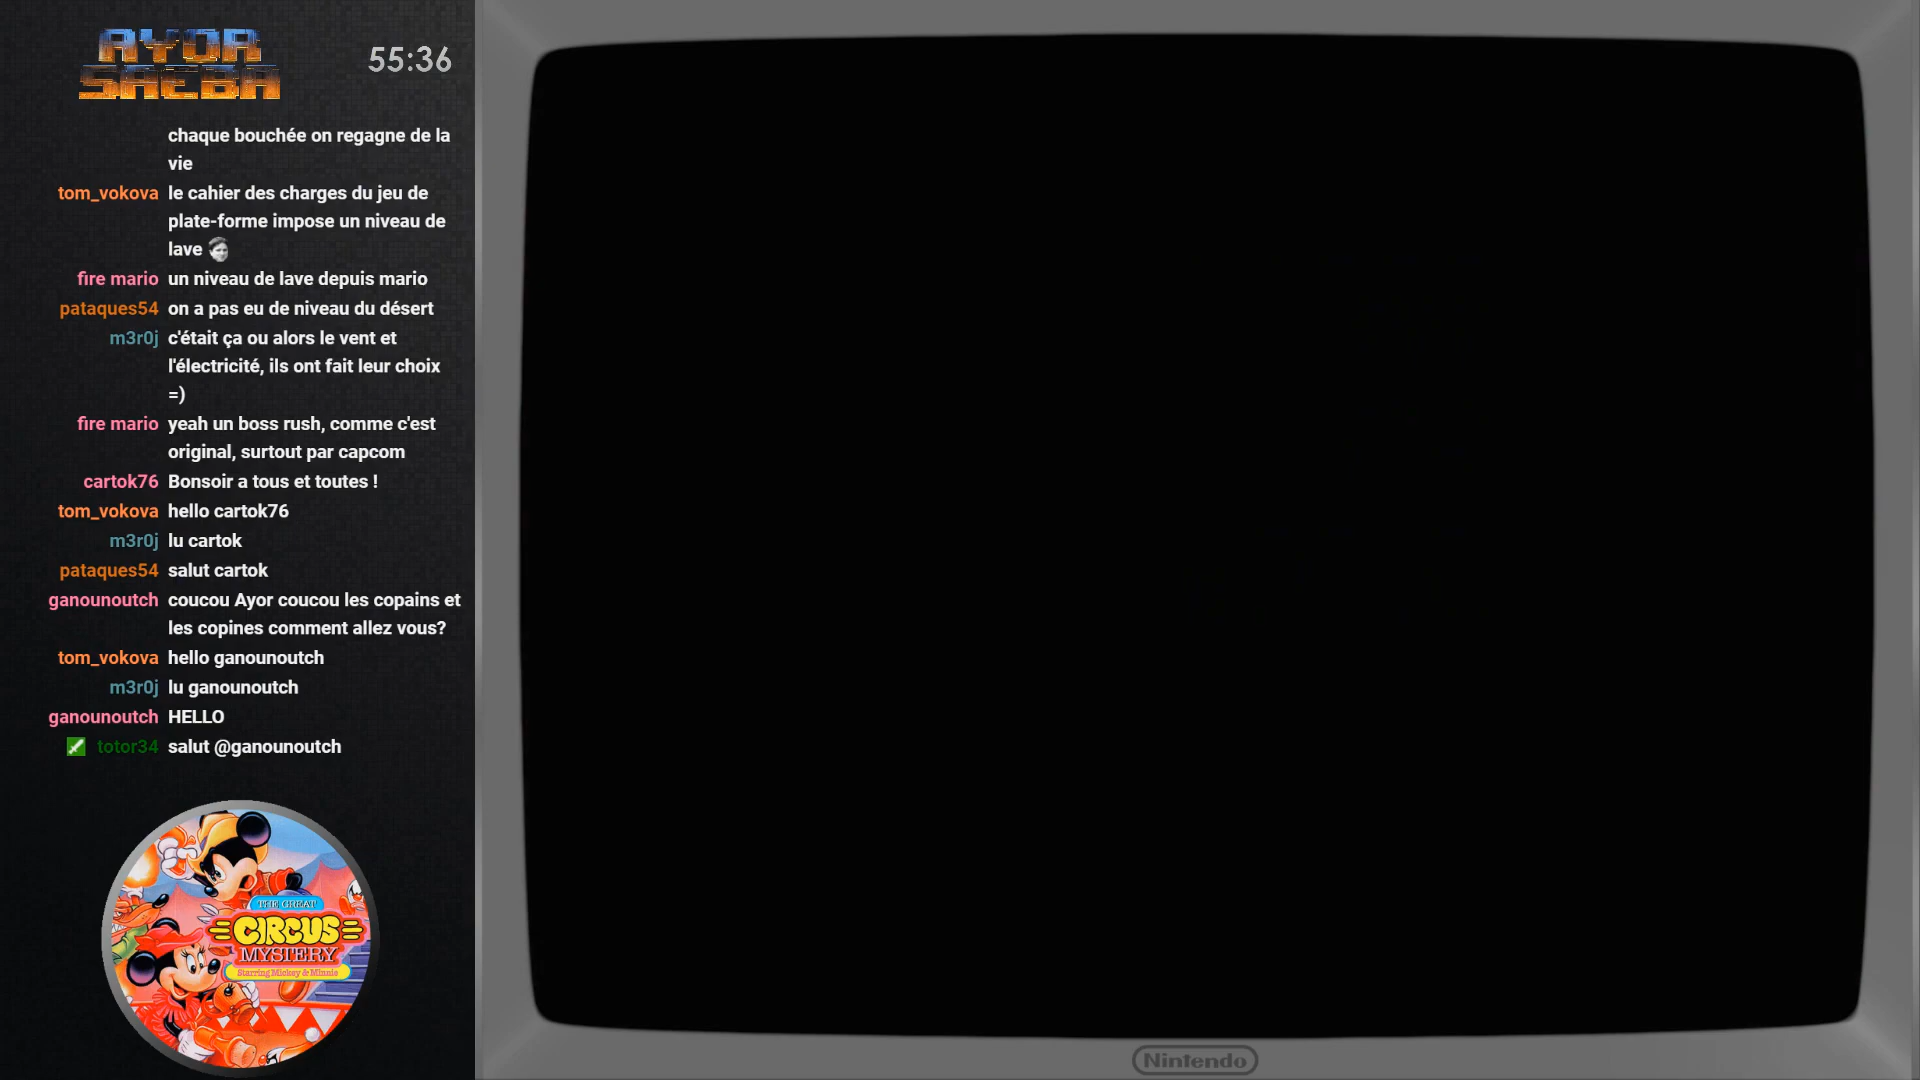 AYOR
SAEBA
55:36
chaque bouchée on regagne de la
vie
tom_vokova le cahier des charges du jeu de
plate-forme impose un niveau de
lave
fire mario un niveau de lave depuis mario
pataques54 on a pas eu de niveau du désert
m3r0j c'était ça ou alors le vent et
l'électricité, ils ont fait leur choix
=)
fire mario yeah un boss rush, comme c'est
original, surtout par capcom
cartok76 Bonsoir a tous et toutes !
tom_vokova hello cartok76
m3r0j lu cartok
pataques54 salut cartok
ganounoutch coucou Ayor coucou les copains et
les copines comment allez vous?
tom_vokova hello ganounoutch
m3r0j lu ganounoutch
ganounoutch HELLO
totor34 salut @ganounoutch
THE GREAT
CIRCUS
MYSTERY
Starring Mickey & Minnie
Nintendo